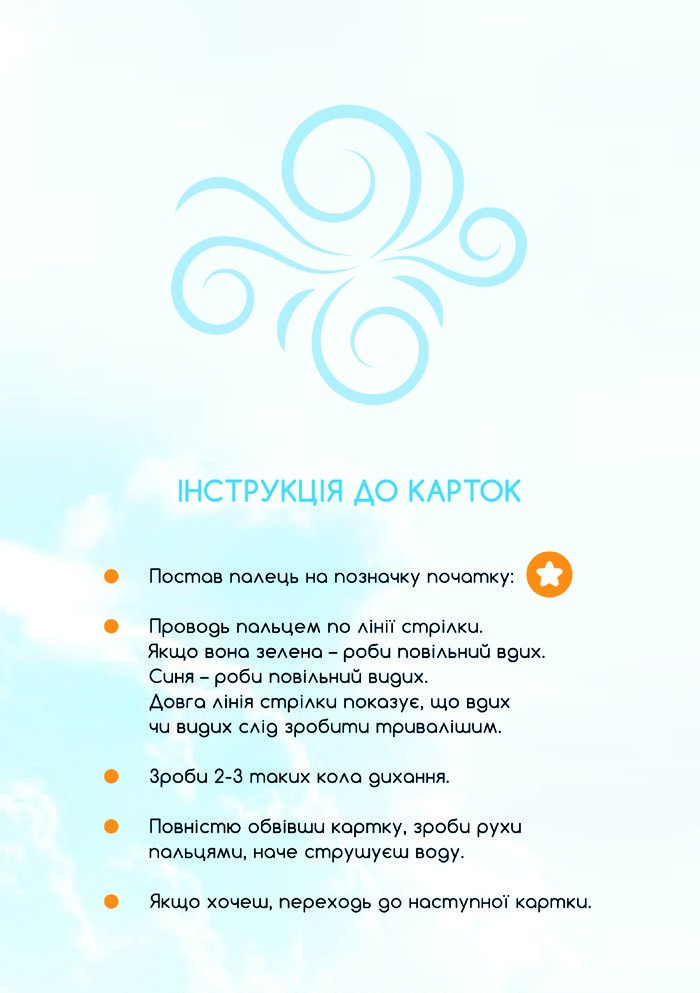 ІНСТРУКЦІЯ ДО КАРТОК
Постав палець на позначку початку:
Проводь пальцем по лінії стрілки.
Якщо вона зелена – роби повільний вдих.
Синя – роби повільний видих.
Довга лінія стрілки показує, що вдих
чи видих слід зробити тривалішим.
Зроби 2-3 таких кола дихання.
Повністю обвівши картку, зроби рухи
пальцями, наче струшуєш воду.
Якщо хочеш, переходь до наступної картки.